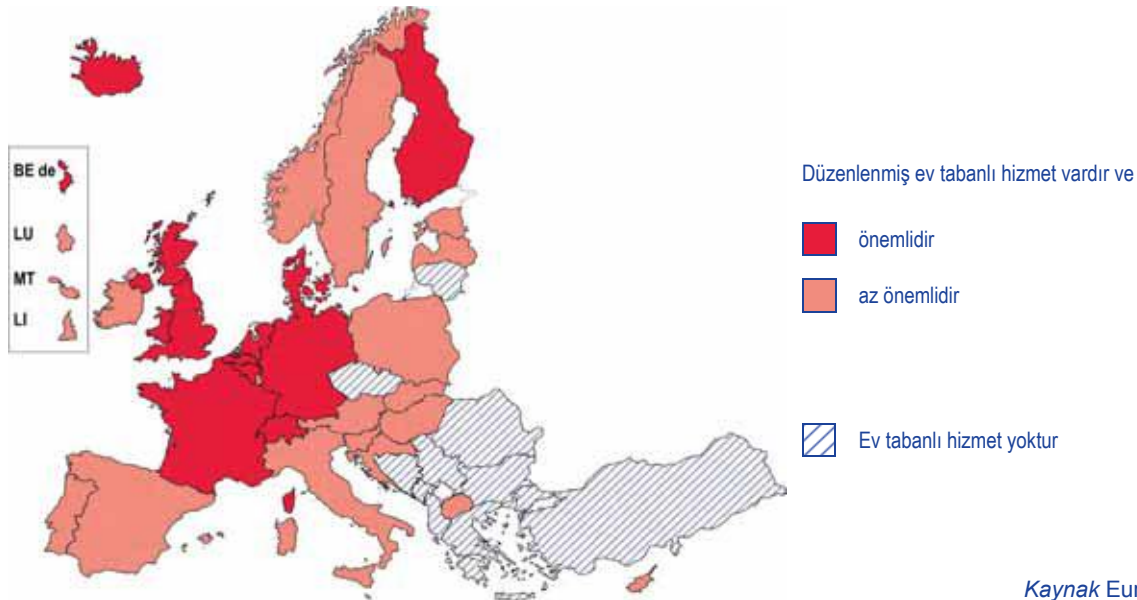 BE de
LU
MT
LI
Düzenlenmiş ev tabanlı hizmet vardır ve
önemlidir
az önemlidir
Ev tabanlı hizmet yoktur
Kaynak Eur